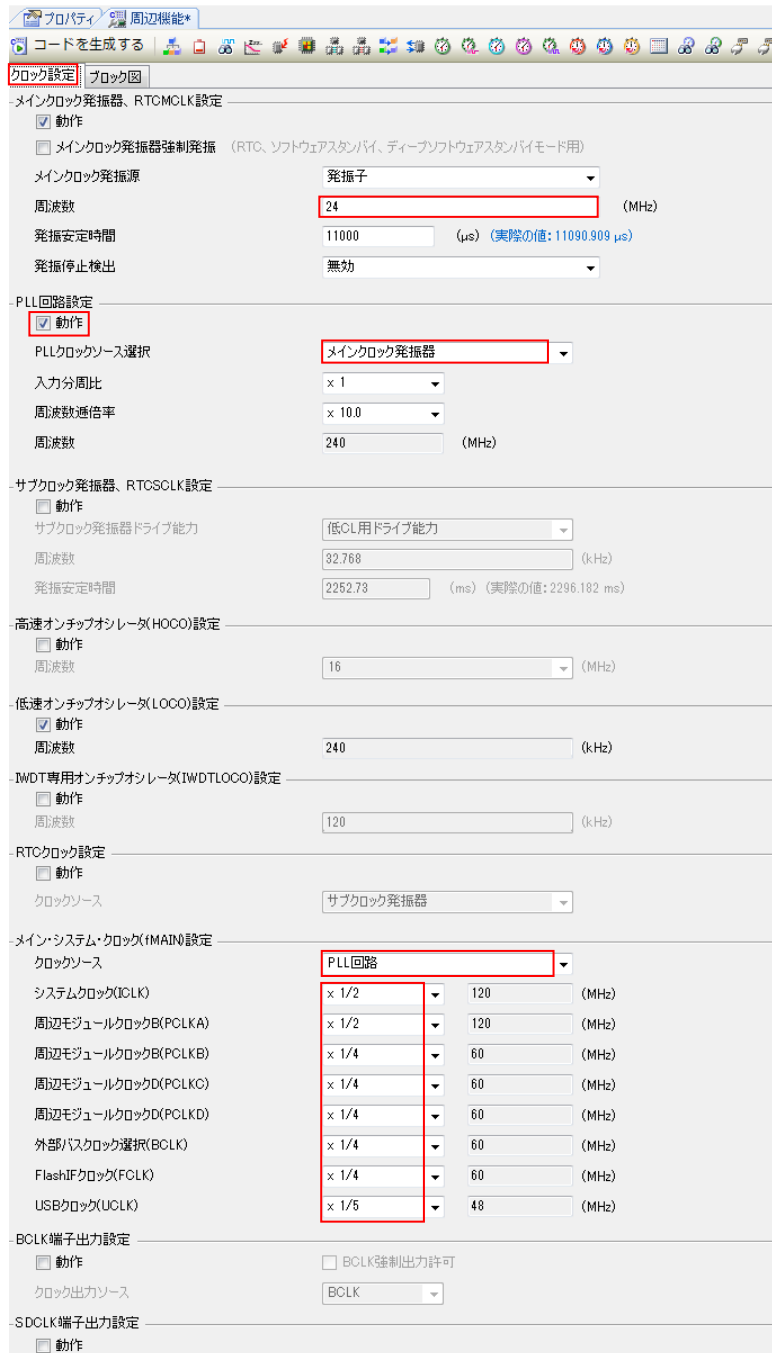 プロパティ 周辺機能*
コードを生成する
クロック設定 ブロック図
メインクロック発振器、RTCMCLK設定
動作
メインクロック発振器強制発振 (RTC、ソフトウェアスタンバイ、ディープソフトウェアスタンバイモード用)
メインクロック発振源 発振子
周波数 24 (MHz)
発振安定時間 11000 (μs) (実際の値: 11090.909 μs)
発振停止検出 無効
PLL回路設定
動作
PLLクロックソース選択 メインクロック発振器
入力分周比 x 1
周波数逓倍率 x 10.0
周波数 240 (MHz)
サブクロック発振器、RTCSCLK設定
動作
サブクロック発振器ドライブ能力 低CL用ドライブ能力
周波数 32.768 (kHz)
発振安定時間 2252.73 (ms) (実際の値: 2296.182 ms)
高速オンチップオシレータ(HOCO)設定
動作
周波数 16 (MHz)
低速オンチップオシレータ(LOCO)設定
動作
周波数 240 (kHz)
IWDT専用オンチップオシレータ(IWDTLOCO)設定
動作
周波数 120 (kHz)
RTCクロック設定
動作
クロックソース サブクロック発振器
メイン・システム・クロック(fMAIN)設定
クロックソース PLL回路
システムクロック(ICLK) x 1/2 120 (MHz)
周辺モジュールクロックB(PCLKA) x 1/2 120 (MHz)
周辺モジュールクロックB(PCLKB) x 1/4 60 (MHz)
周辺モジュールクロックD(PCLKC) x 1/4 60 (MHz)
周辺モジュールクロックD(PCLKD) x 1/4 60 (MHz)
外部バスクロック選択(BCLK) x 1/4 60 (MHz)
FlashIFクロック(FCLK) x 1/4 60 (MHz)
USBクロック(UCLK) x 1/5 48 (MHz)
BCLK端子出力設定
動作 BCLK強制出力許可
クロック出力ソース BCLK
SDCLK端子出力設定
動作